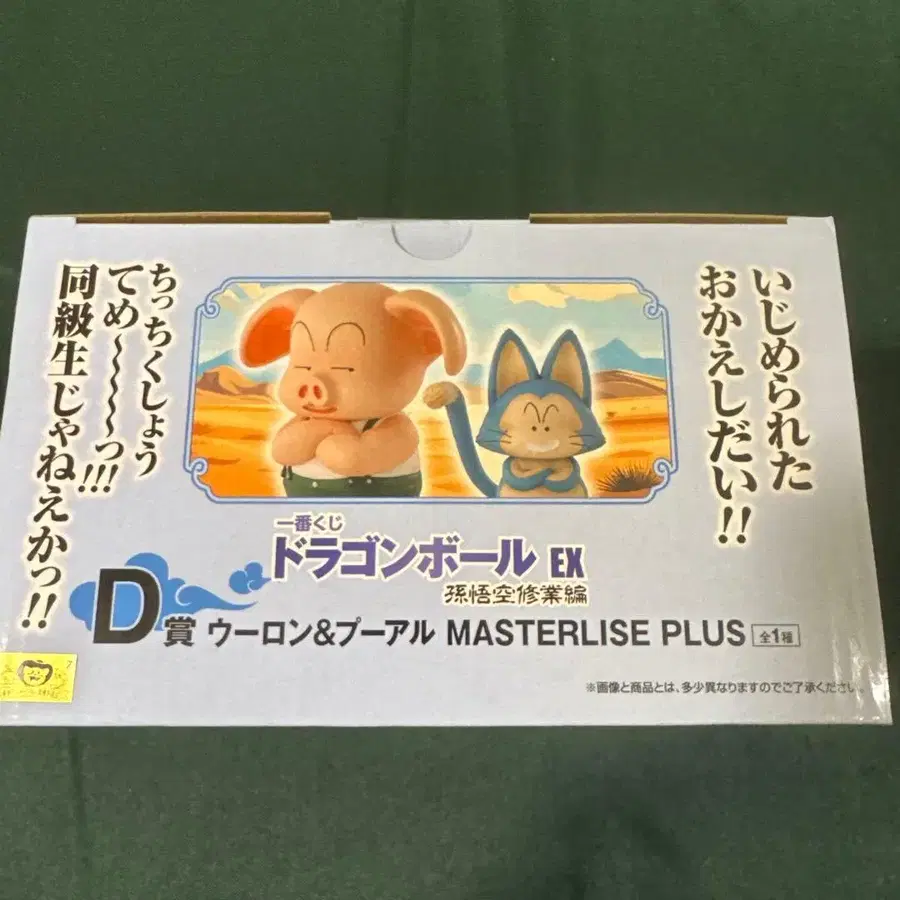 いじめられた
おかえしだい!!
ちっちくしょう
てめ〜〜〜〜っ!!!
同級生じゃねえかっ!!
一番くじ
ドラゴンボール EX
孫悟空修業編
D賞 ウーロン&プーアル MASTERLISE PLUS 全1種
※画像と商品とは、多少異なりますのでご了承ください。